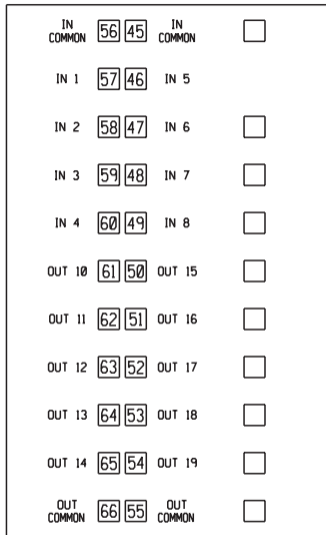 IN COMMON 56 45 IN COMMON
IN 1 57 46 IN 5
IN 2 58 47 IN 6
IN 3 59 48 IN 7
IN 4 60 49 IN 8
OUT 10 61 50 OUT 15
OUT 11 62 51 OUT 16
OUT 12 63 52 OUT 17
OUT 13 64 53 OUT 18
OUT 14 65 54 OUT 19
OUT COMMON 66 55 OUT COMMON